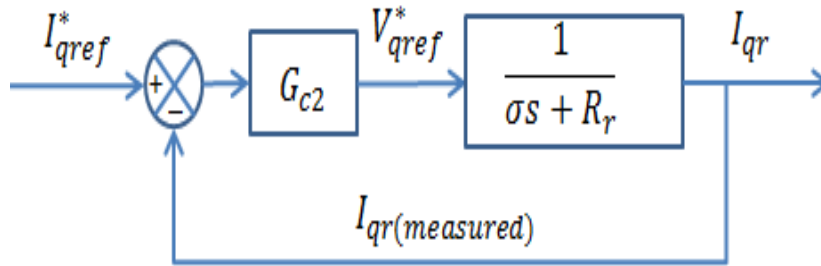 I*qref
+
−
Gc2
V*qref
1
σs + Rr
Iqr
Iqr(measured)